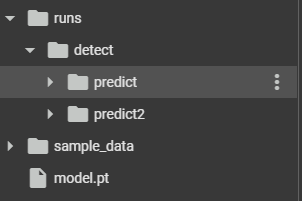 runs
detect
predict
predict2
sample_data
model.pt